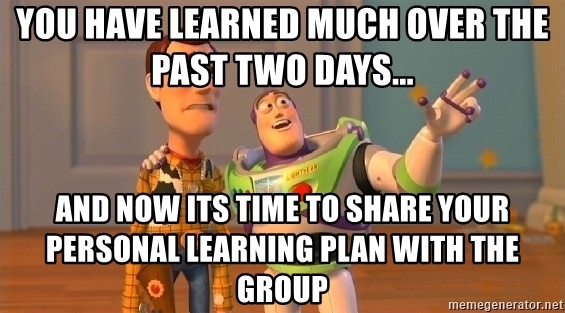 YOU HAVE LEARNED MUCH OVER THE
PAST TWO DAYS...
LIGHTYEAR
AND NOW ITS TIME TO SHARE YOUR
PERSONAL LEARNING PLAN WITH THE
GROUP
memegenerator.net